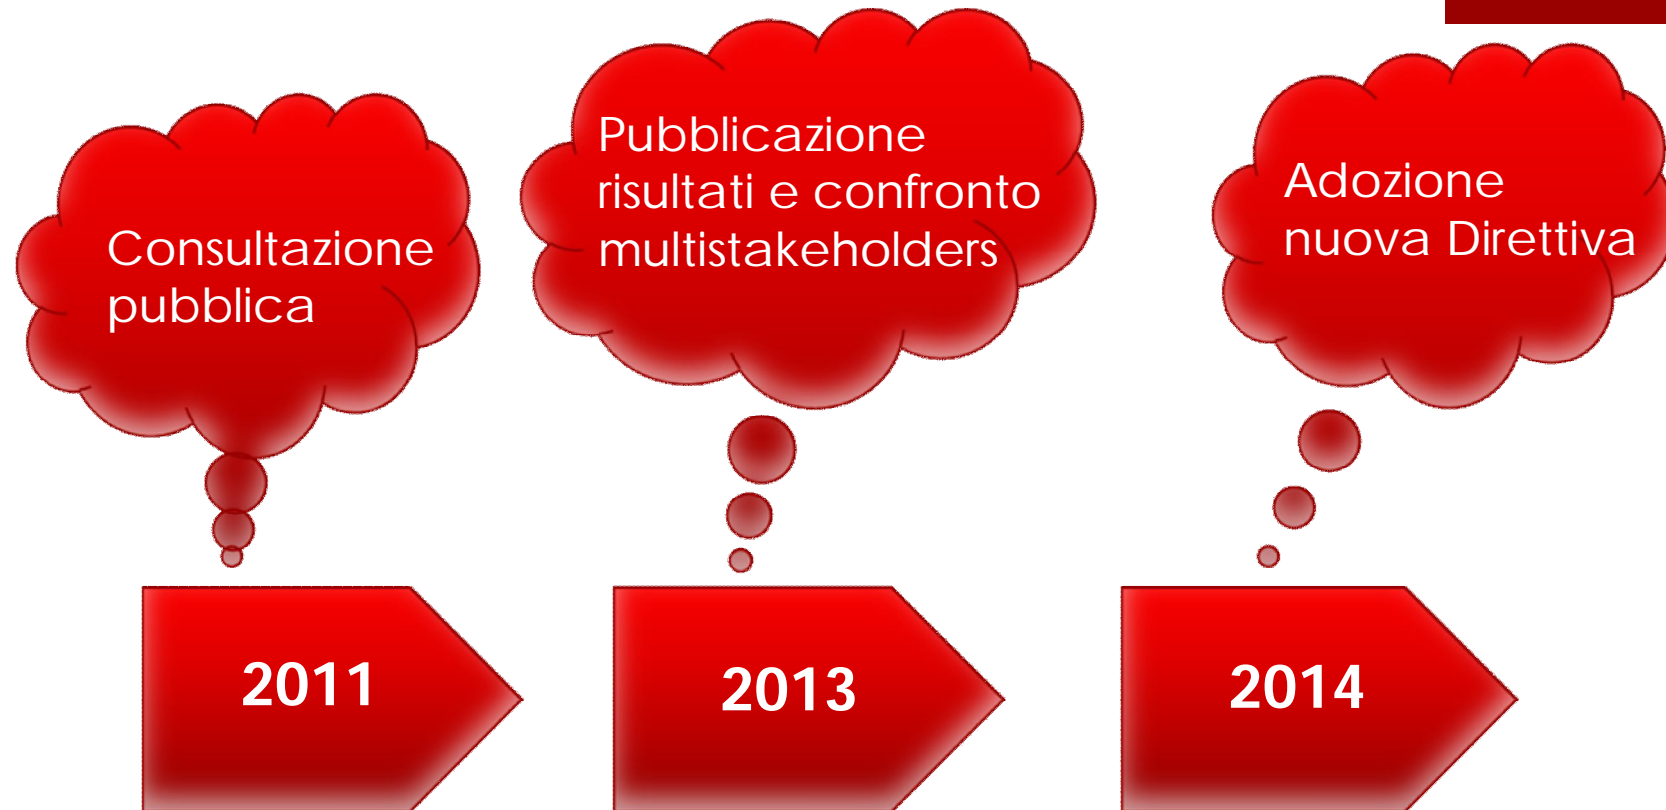 Consultazione
pubblica
Pubblicazione
risultati e confronto
multistakeholders
Adozione
nuova Direttiva
2011
2013
2014